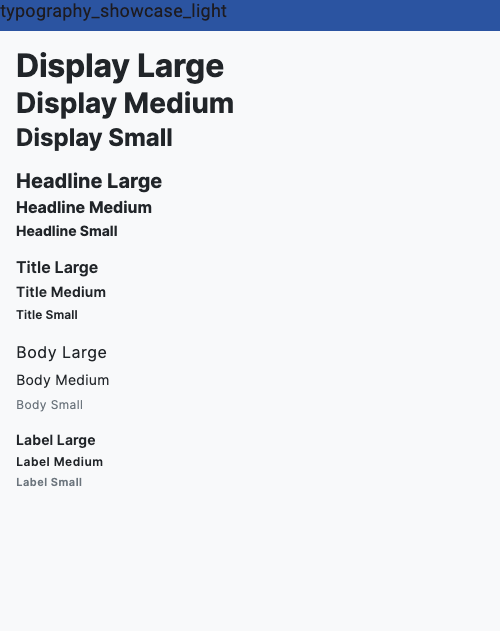 typography_showcase_light
Display Large
Display Medium
Display Small
Headline Large
Headline Medium
Headline Small
Title Large
Title Medium
Title Small
Body Large
Body Medium
Body Small
Label Large
Label Medium
Label Small